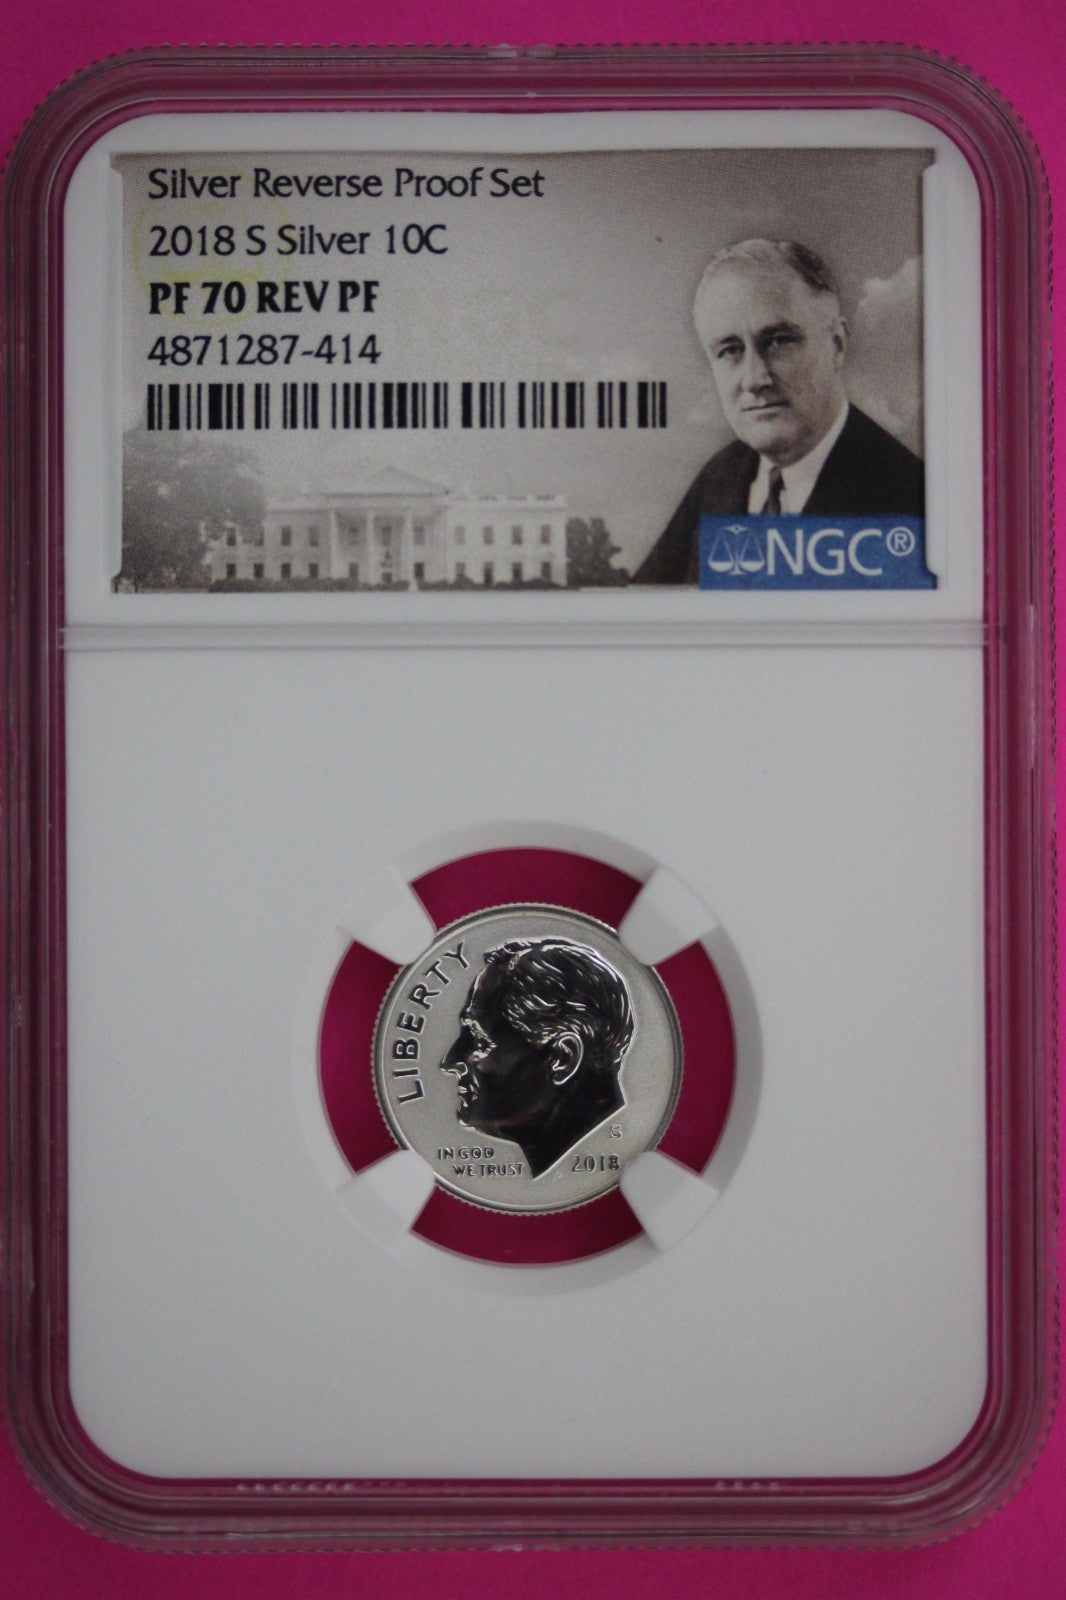 Silver Reverse Proof Set
2018 S Silver 10C
PF 70 REV PF
4871287-414
NGC®
LIBERTY
IN GOD
WE TRUST
S
2018